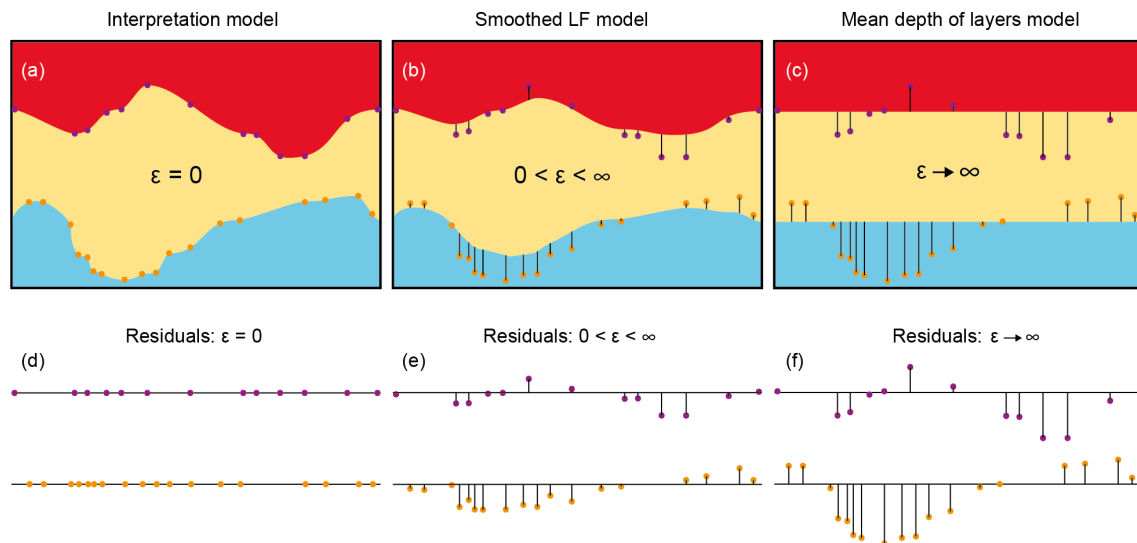 Interpretation model
Smoothed LF model
Mean depth of layers model
(a)
(b)
(c)
ε = 0
0 < ε < ∞
ε → ∞
Residuals: ε = 0
Residuals: 0 < ε < ∞
Residuals: ε → ∞
(d)
(e)
(f)